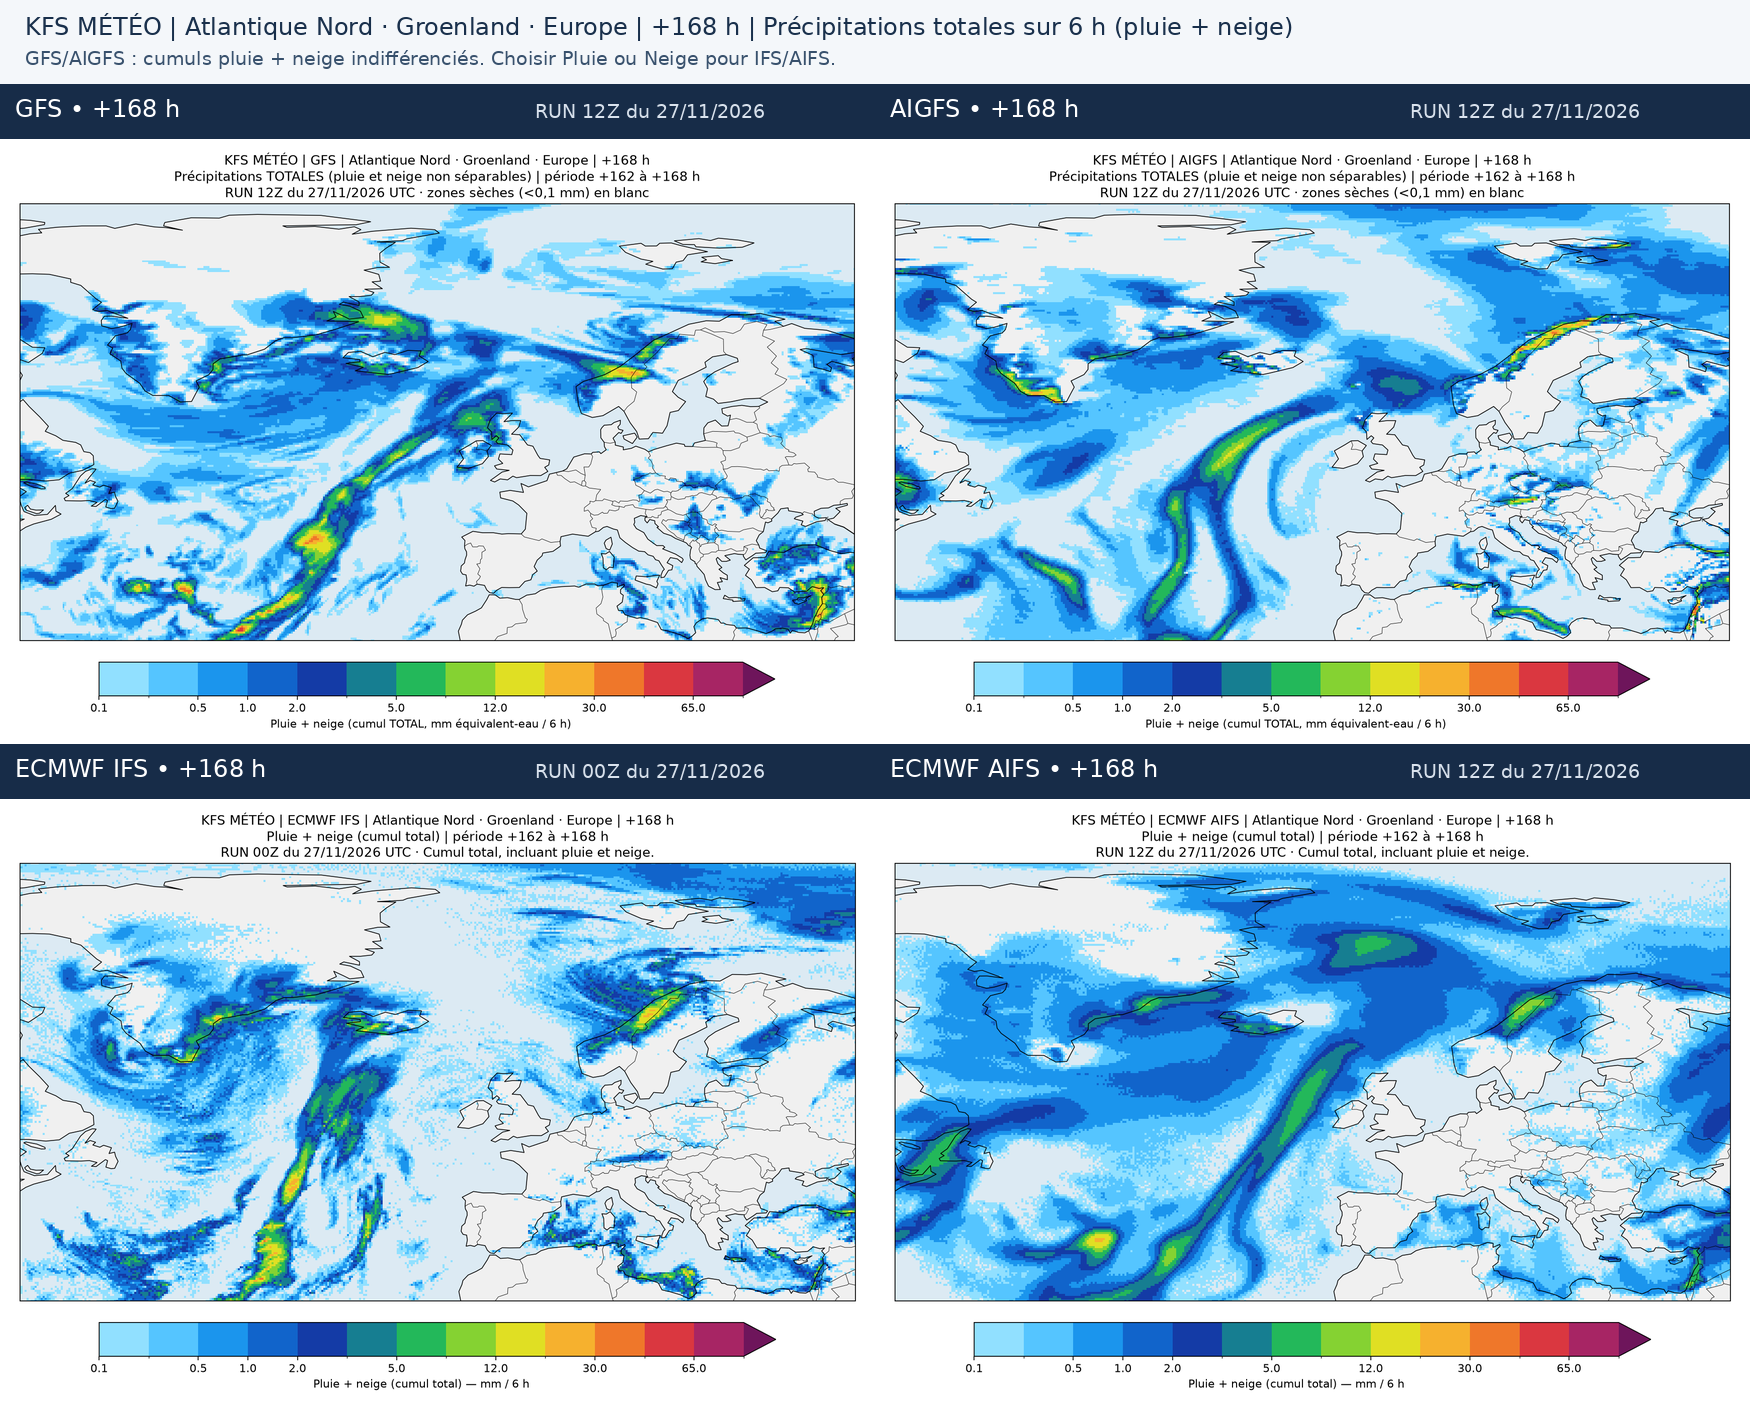 KFS MÉTÉO | Atlantique Nord · Groenland · Europe | +168 h | Précipitations totales sur 6 h (pluie + neige)
GFS/AIGFS : cumuls pluie + neige indifférenciés. Choisir Pluie ou Neige pour IFS/AIFS.
GFS • +168 h
RUN 12Z du 27/11/2026
AIGFS • +168 h
RUN 12Z du 27/11/2026
KFS MÉTÉO | GFS | Atlantique Nord · Groenland · Europe | +168 h
Précipitations TOTALES (pluie et neige non séparables) | période +162 à +168 h
RUN 12Z du 27/11/2026 UTC · zones sèches (<0,1 mm) en blanc
KFS MÉTÉO | AIGFS | Atlantique Nord · Groenland · Europe | +168 h
Précipitations TOTALES (pluie et neige non séparables) | période +162 à +168 h
RUN 12Z du 27/11/2026 UTC · zones sèches (<0,1 mm) en blanc
0.1 0.5 1.0 2.0 5.0 12.0 30.0 65.0
Pluie + neige (cumul TOTAL, mm équivalent-eau / 6 h)
0.1 0.5 1.0 2.0 5.0 12.0 30.0 65.0
Pluie + neige (cumul TOTAL, mm équivalent-eau / 6 h)
ECMWF IFS • +168 h
RUN 00Z du 27/11/2026
ECMWF AIFS • +168 h
RUN 12Z du 27/11/2026
KFS MÉTÉO | ECMWF IFS | Atlantique Nord · Groenland · Europe | +168 h
Pluie + neige (cumul total) | période +162 à +168 h
RUN 00Z du 27/11/2026 UTC · Cumul total, incluant pluie et neige.
KFS MÉTÉO | ECMWF AIFS | Atlantique Nord · Groenland · Europe | +168 h
Pluie + neige (cumul total) | période +162 à +168 h
RUN 12Z du 27/11/2026 UTC · Cumul total, incluant pluie et neige.
0.1 0.5 1.0 2.0 5.0 12.0 30.0 65.0
Pluie + neige (cumul total) — mm / 6 h
0.1 0.5 1.0 2.0 5.0 12.0 30.0 65.0
Pluie + neige (cumul total) — mm / 6 h